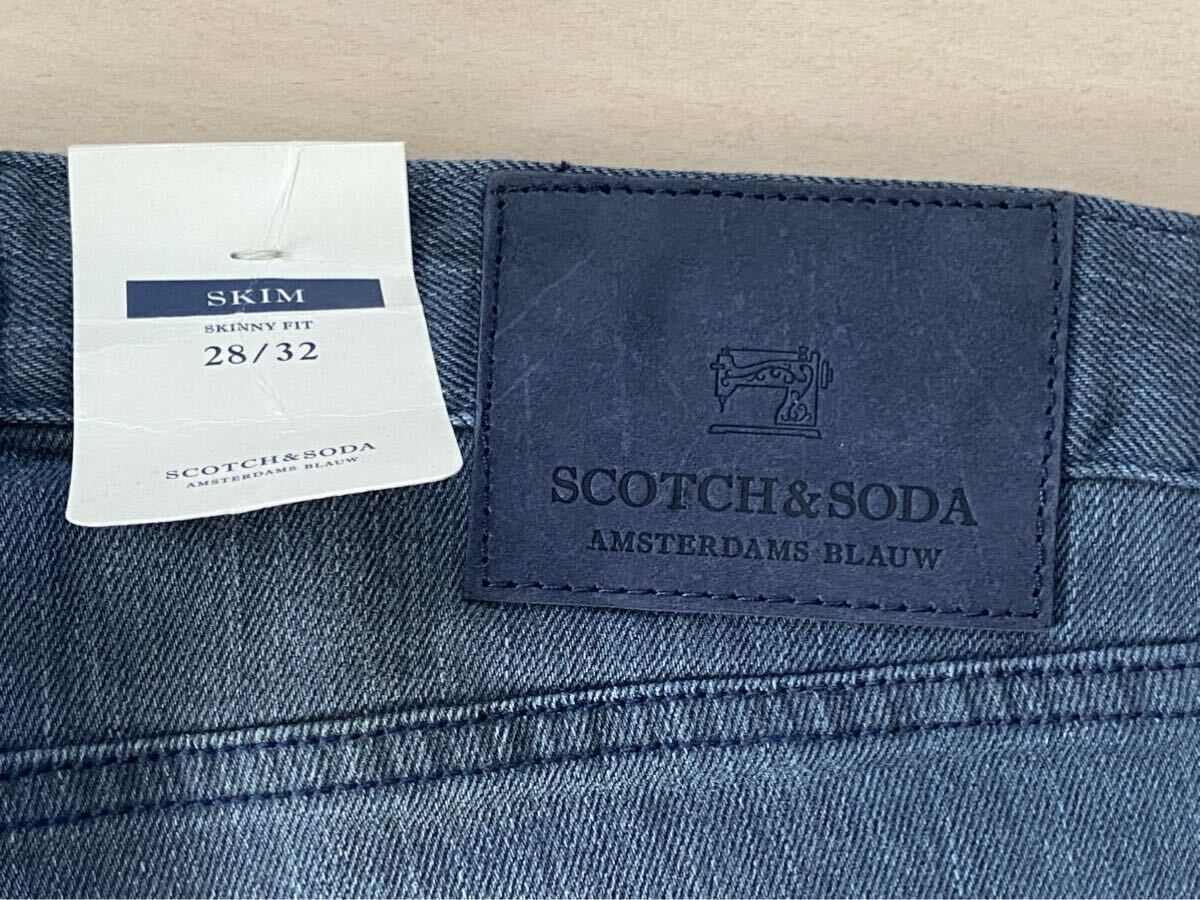 SKIM
SKINNY FIT
28/32
SCOTCH&SODA
AMSTERDAMS BLAUW
SCOTCH&SODA
AMSTERDAMS BLAUW